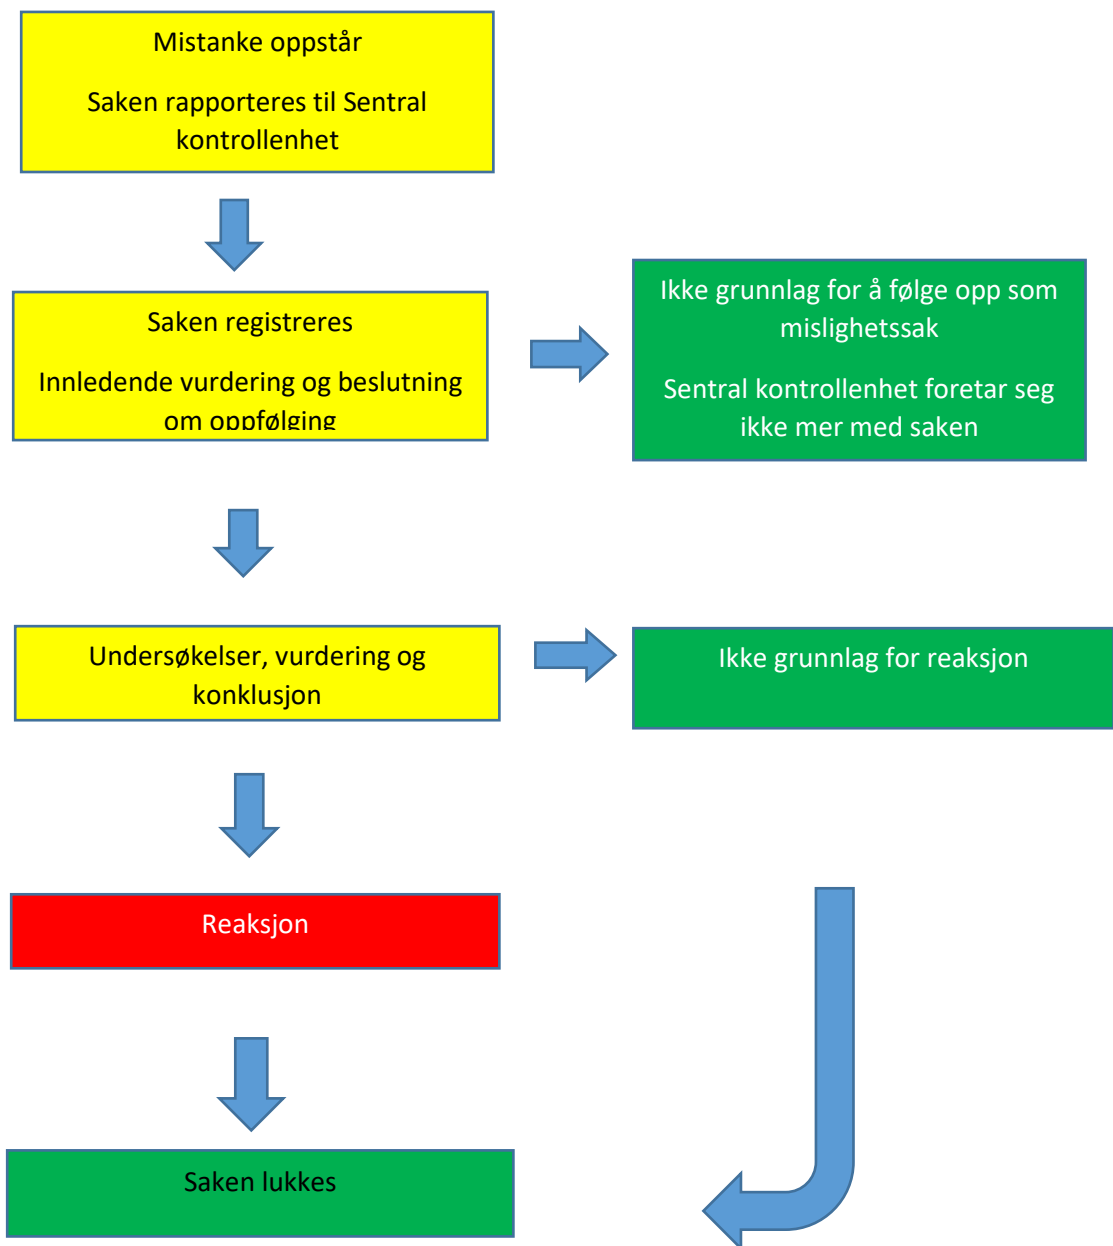 Mistanke oppstår
Saken rapporteres til Sentral
kontrollenhet
Saken registreres
Innledende vurdering og beslutning
om oppfølging
Ikke grunnlag for å følge opp som
mislighetssak
Sentral kontrollenhet foretar seg
ikke mer med saken
Undersøkelser, vurdering og
konklusjon
Ikke grunnlag for reaksjon
Reaksjon
Saken lukkes